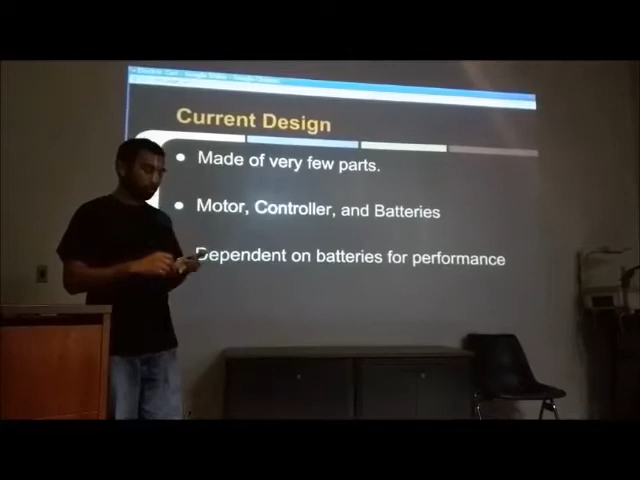 Current Design
Made of very few parts.
Motor, Controller, and Batteries
Dependent on batteries for performance